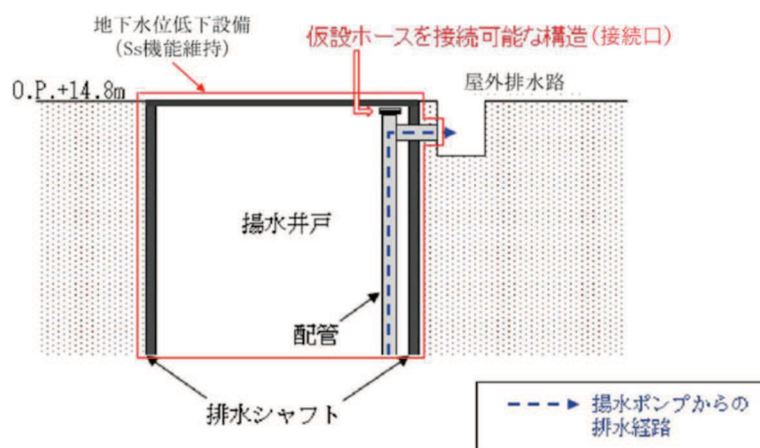 地下水位低下設備
(Ss機能維持)
仮設ホースを接続可能な構造(接続口)
O.P.+14.8m
屋外排水路
揚水井戸
配管
排水シャフト
揚水ポンプからの
排水経路